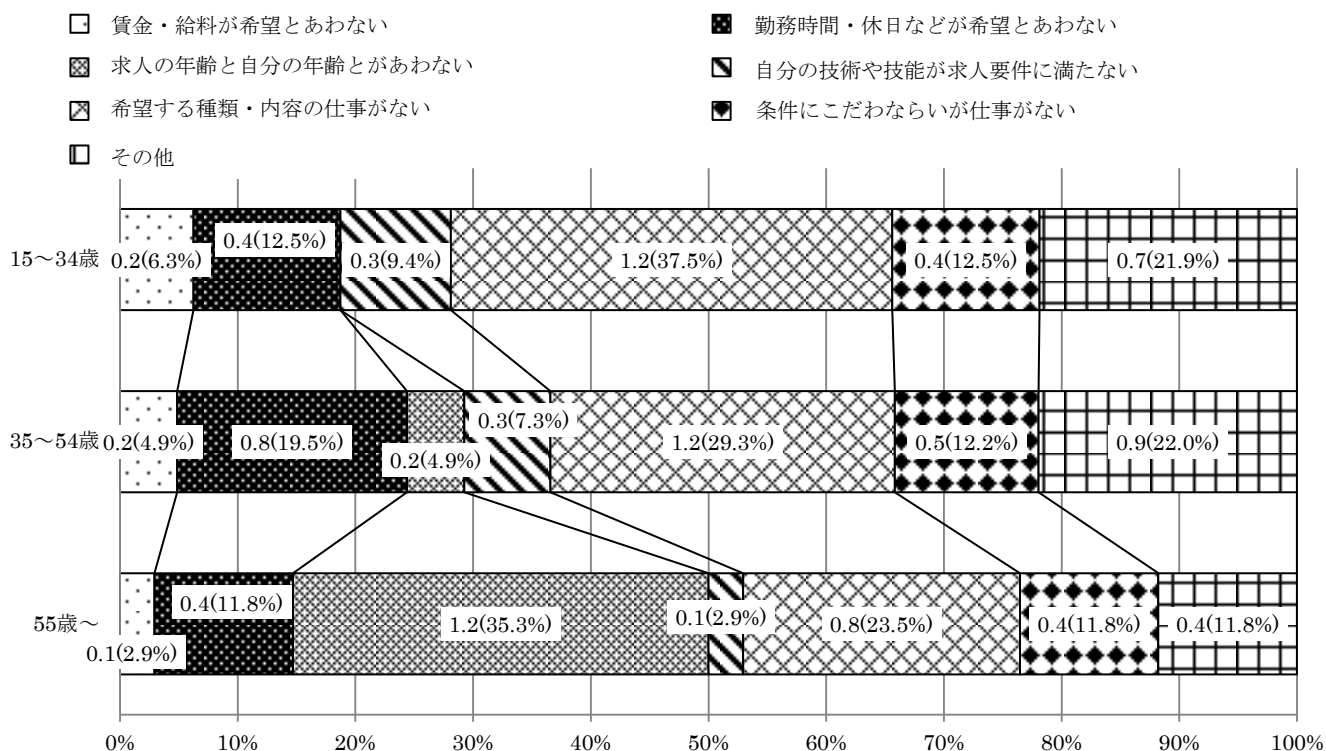 賃金・給料が希望とあわない
勤務時間・休日などが希望とあわない
求人の年齢と自分の年齢とがあわない
自分の技術や技能が求人要件に満たない
希望する種類・内容の仕事がない
条件にこだわならいが仕事がない
その他
15～34歳
0.2(6.3%)
0.4(12.5%)
0.3(9.4%)
1.2(37.5%)
0.4(12.5%)
0.7(21.9%)
35～54歳
0.2(4.9%)
0.8(19.5%)
0.2(4.9%)
0.3(7.3%)
1.2(29.3%)
0.5(12.2%)
0.9(22.0%)
55歳～
0.1(2.9%)
0.4(11.8%)
1.2(35.3%)
0.1(2.9%)
0.8(23.5%)
0.4(11.8%)
0.4(11.8%)
0% 10% 20% 30% 40% 50% 60% 70% 80% 90% 100%